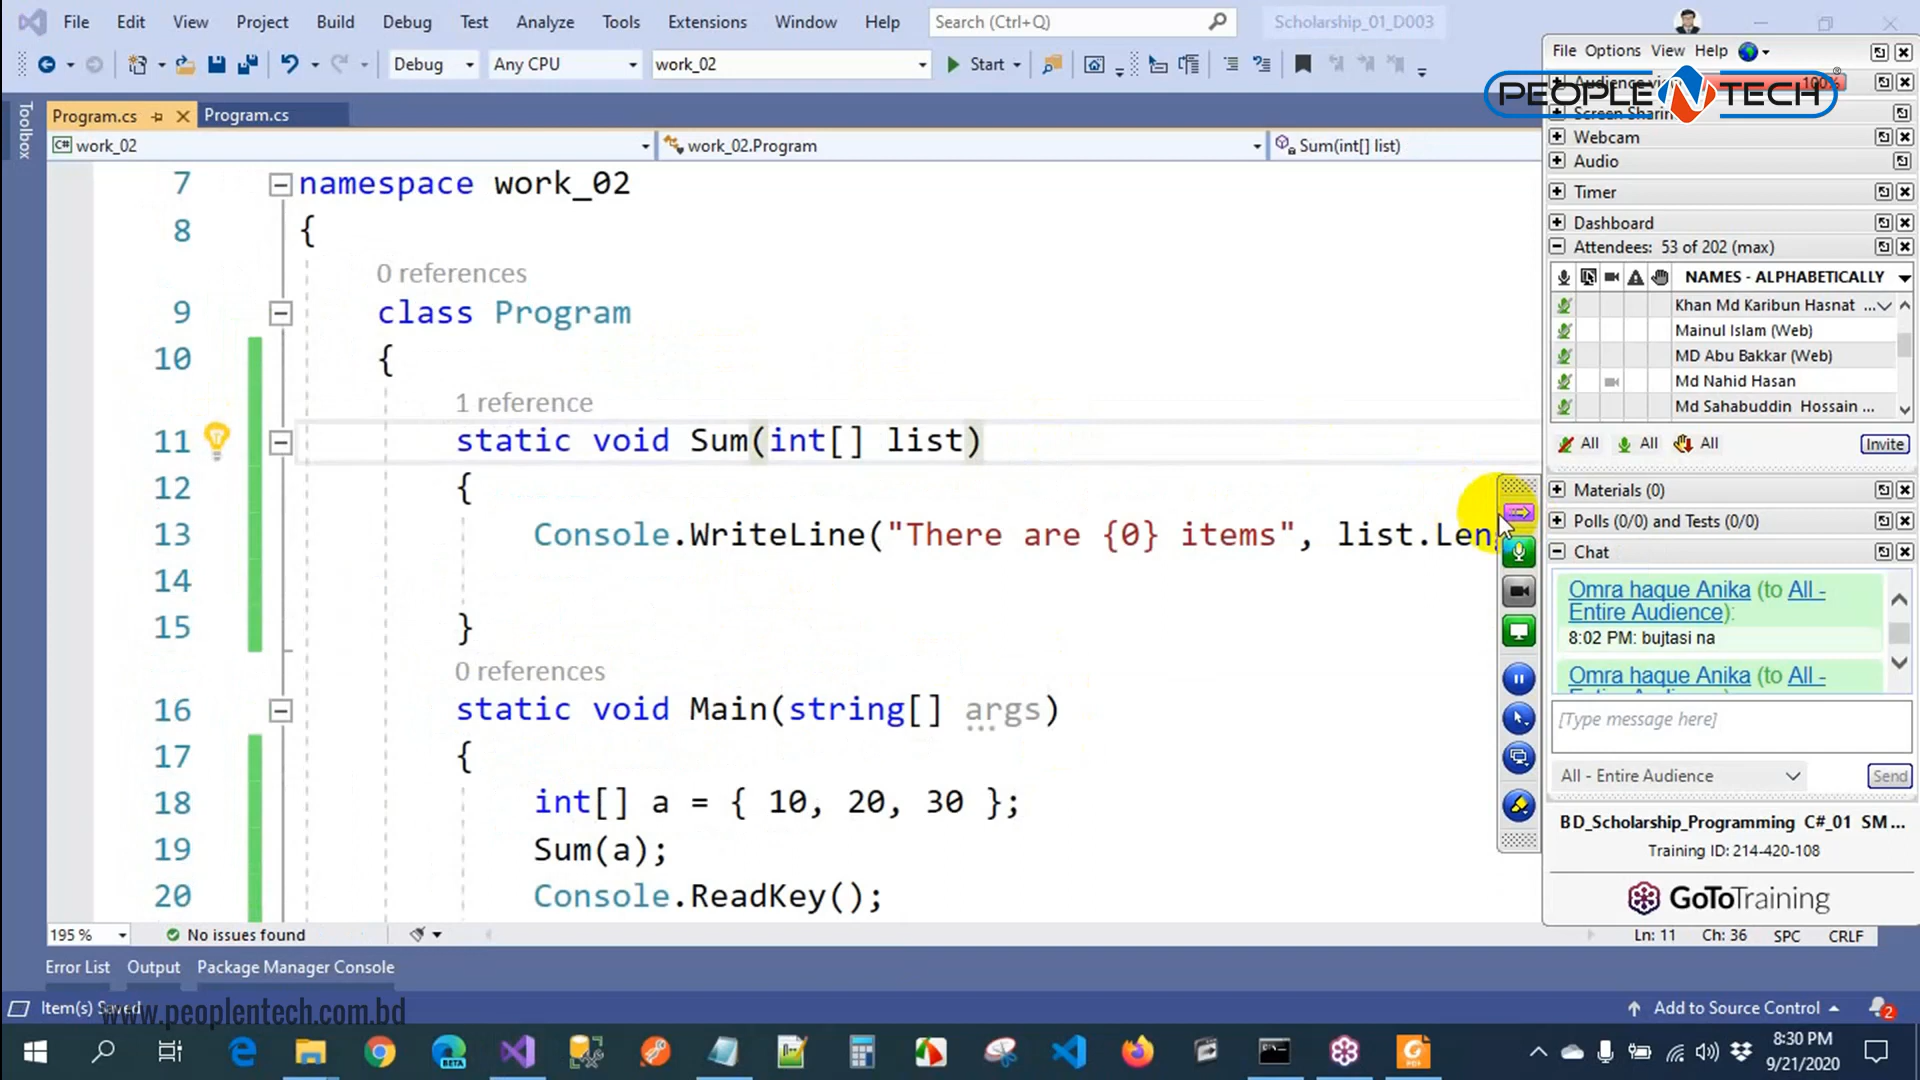 File Edit View Project Build Debug Test Analyze Tools Extensions Window Help Search (Ctrl+Q) Scholarship_01_D003
Debug Any CPU work_02 Start
Program.cs Program.cs
work_02 work_02.Program Sum(int[] list)
Toolbox
7 namespace work_02
8 {
0 references
9 class Program
10 {
1 reference
11 static void Sum(int[] list)
12 {
13 Console.WriteLine("There are {0} items", list.Leng
14
15 }
0 references
16 static void Main(string[] args)
17 {
18 int[] a = { 10, 20, 30 };
19 Sum(a);
20 Console.ReadKey();
195 % No issues found Ln: 11 Ch: 36 SPC CRLF
Error List Output Package Manager Console
Item(s) Saved Add to Source Control 2
www.peoplentech.com.bd
File Options View Help
Audience vi 100%
PEOPLE N TECH ®
Screen Sharin
Webcam
Audio
Timer
Dashboard
Attendees: 53 of 202 (max)
NAMES - ALPHABETICALLY
Khan Md Karibun Hasnat ...
Mainul Islam (Web)
MD Abu Bakkar (Web)
Md Nahid Hasan
Md Sahabuddin Hossain ...
All All All Invite
Materials (0)
Polls (0/0) and Tests (0/0)
Chat
Omra haque Anika (to All -
Entire Audience):
8:02 PM: bujtasi na
Omra haque Anika (to All -
[Type message here]
All - Entire Audience Send
BD_Scholarship_Programming C#_01 SM ...
Training ID: 214-420-108
GoToTraining
BETA
8:30 PM
9/21/2020